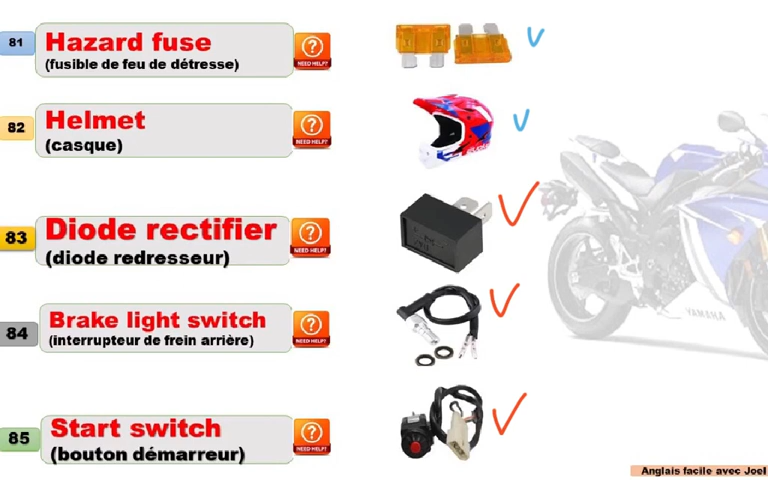 81
Hazard fuse
(fusible de feu de détresse)
NEED HELP?
82
Helmet
(casque)
NEED HELP?
83
Diode rectifier
(diode redresseur)
NEED HELP?
84
Brake light switch
(interrupteur de frein arrière)
NEED HELP?
85
Start switch
(bouton démarreur)
NEED HELP?
YAMAHA
Anglais facile avec Joel